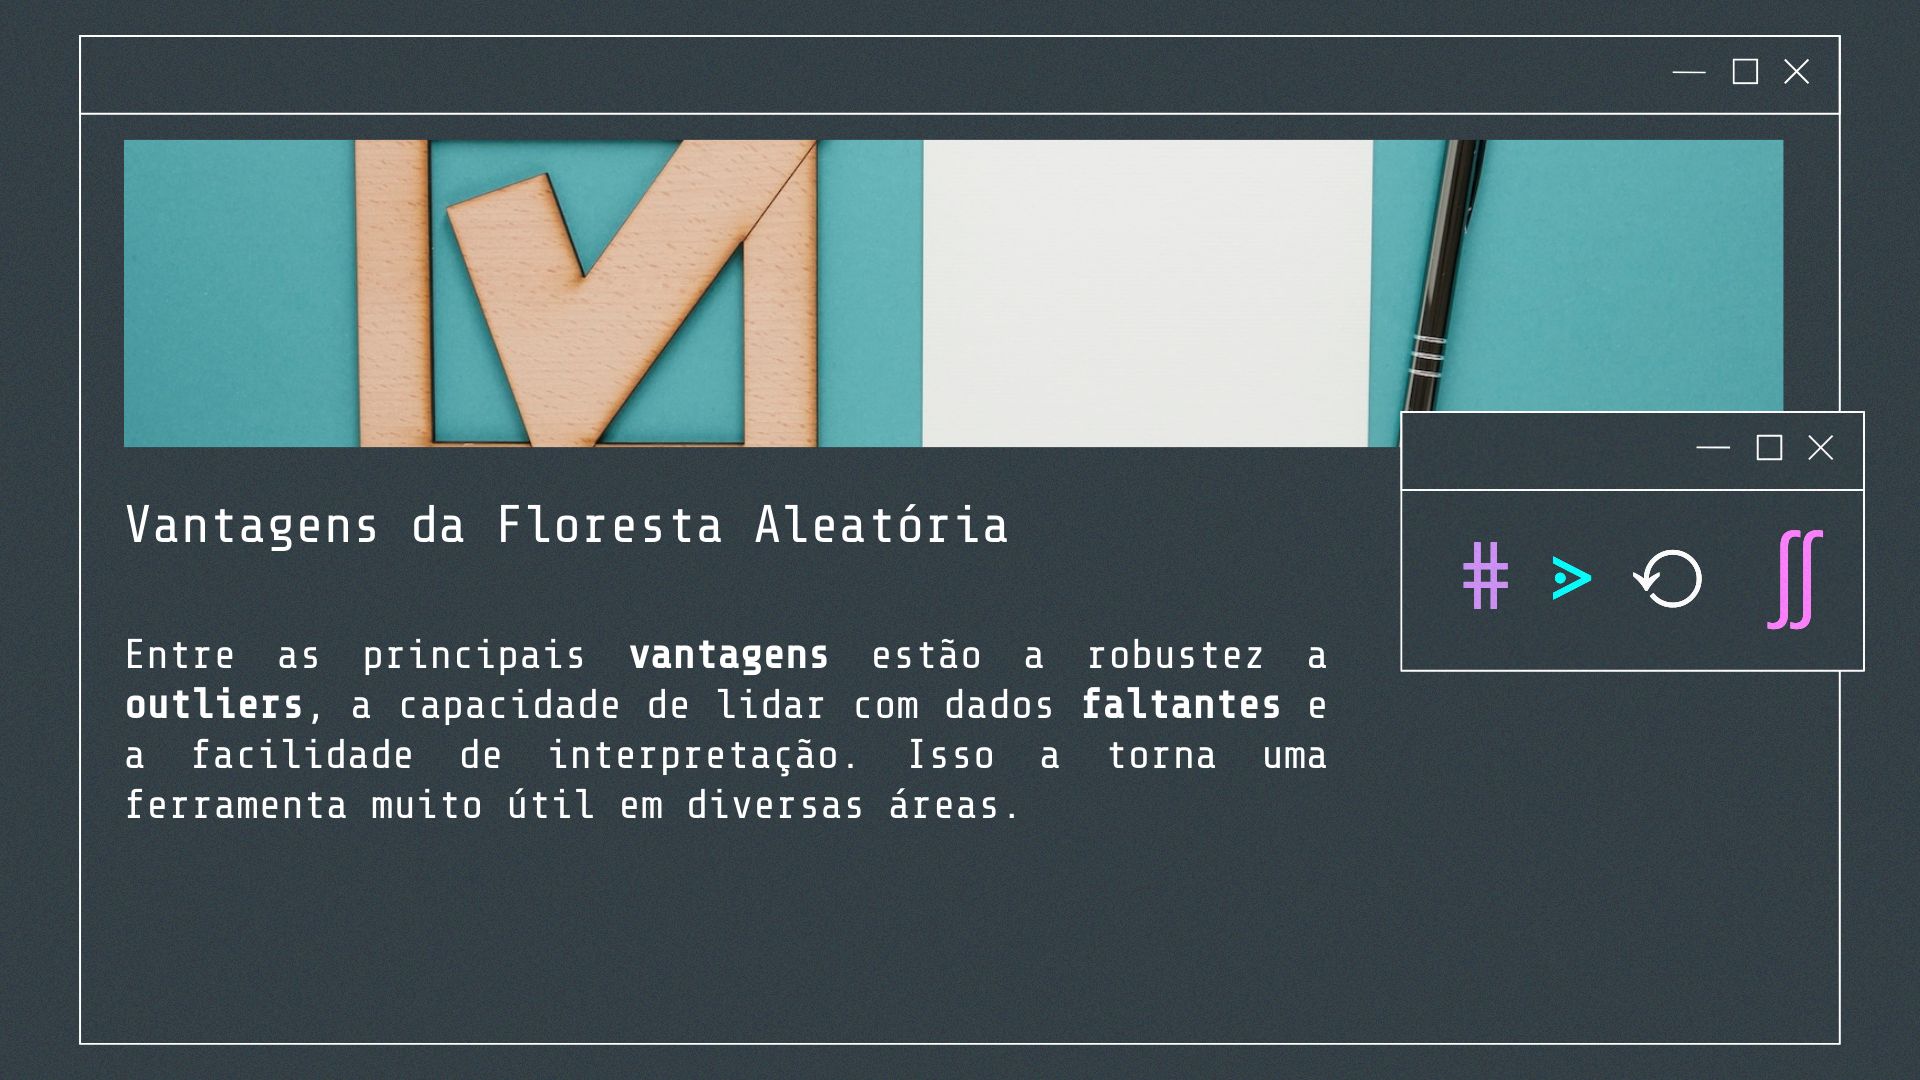 Vantagens da Floresta Aleatória
# ⋗ ⟲ ∬
Entre as principais vantagens estão a robustez a
outliers, a capacidade de lidar com dados faltantes e
a facilidade de interpretação. Isso a torna uma
ferramenta muito útil em diversas áreas.